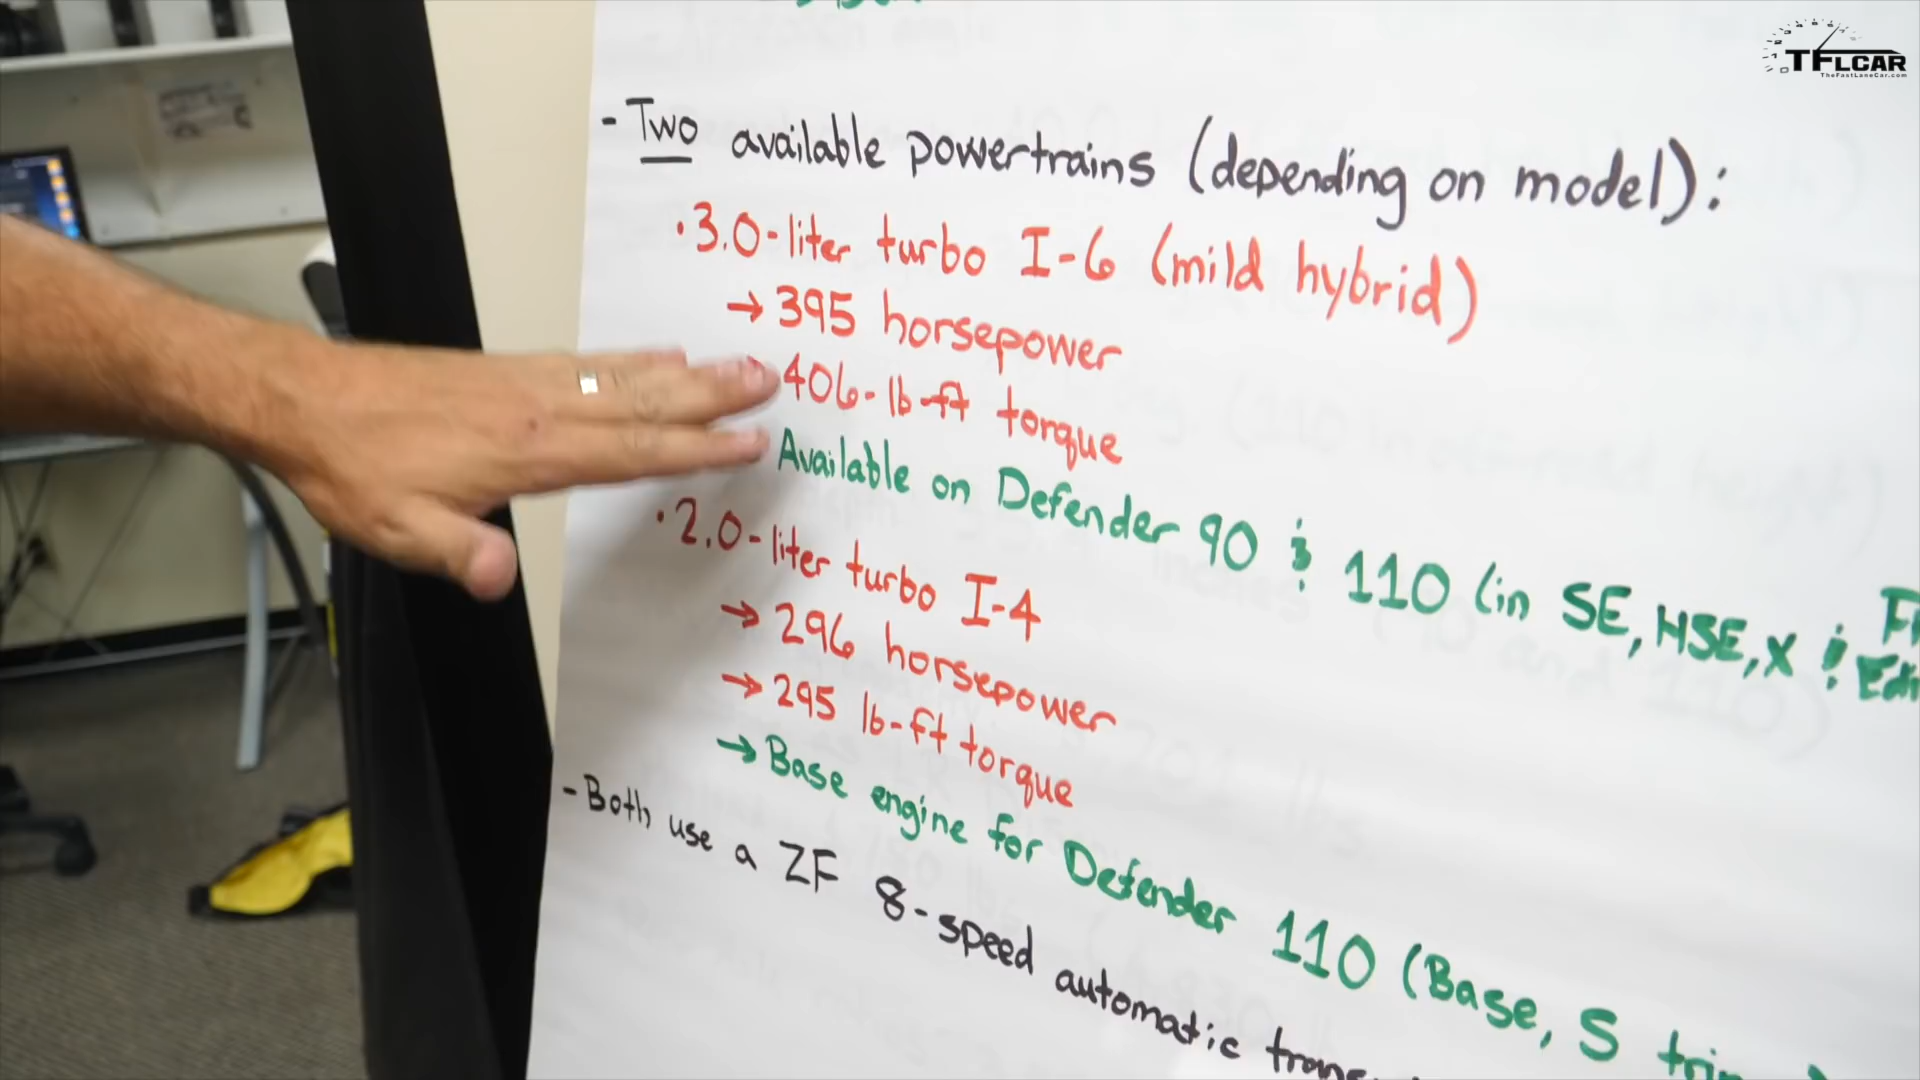 TFLCAR
TheFastLaneCar.com
- Two available powertrains (depending on model):
• 3.0-liter turbo I-6 (mild hybrid)
→ 395 horsepower
406-lb-ft torque
Available on Defender 90 & 110 (in SE, HSE, X &
• 2.0-liter turbo I-4
→ 296 horsepower
→ 295 lb-ft torque
→ Base engine for Defender 110 (Base, S
- Both use a ZF 8-speed automatic